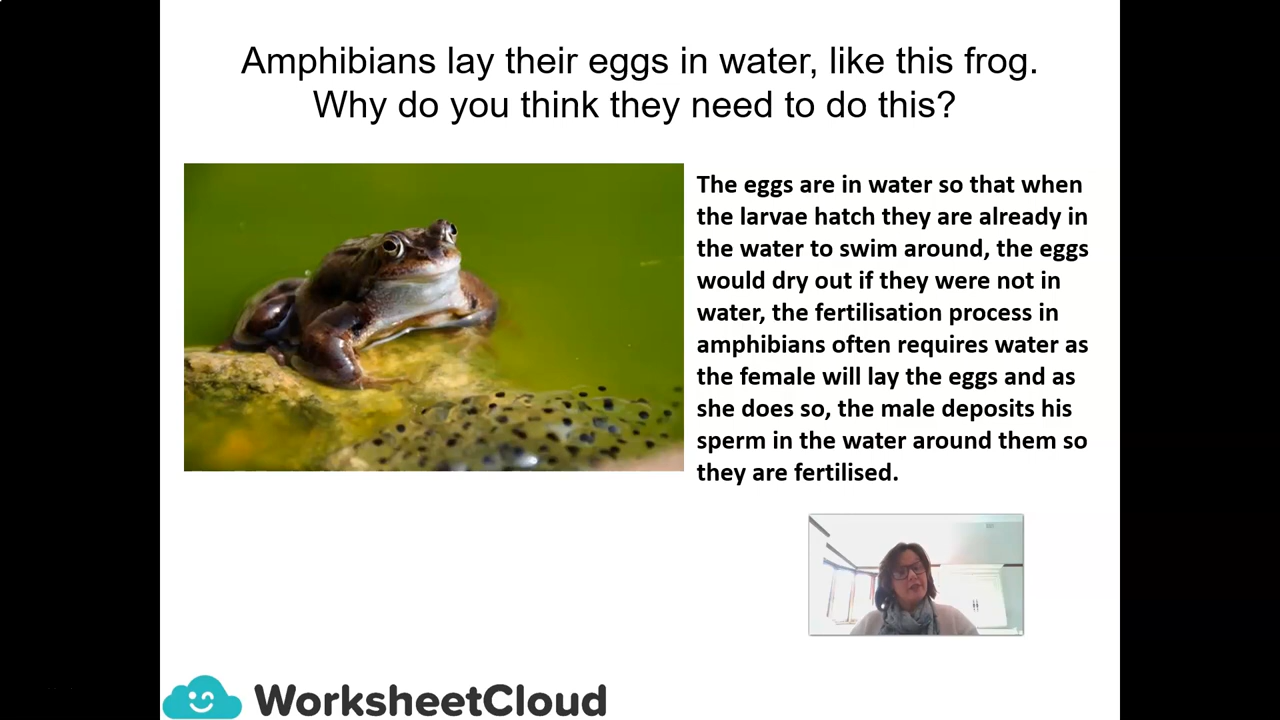 Amphibians lay their eggs in water, like this frog.
Why do you think they need to do this?
The eggs are in water so that when
the larvae hatch they are already in
the water to swim around, the eggs
would dry out if they were not in
water, the fertilisation process in
amphibians often requires water as
the female will lay the eggs and as
she does so, the male deposits his
sperm in the water around them so
they are fertilised.
WorksheetCloud